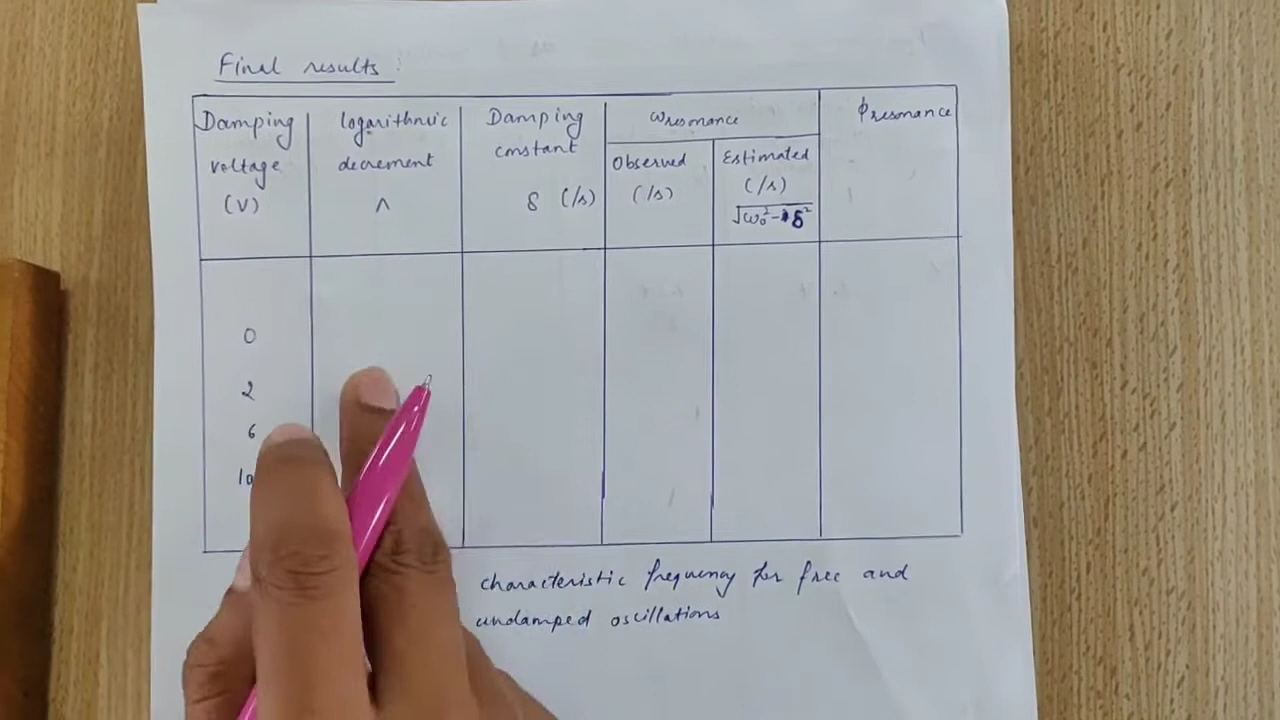 Final results :
Damping voltage (V)
logarithmic decrement Λ
Damping constant δ (/s)
ωresonance
Observed (/s)
Estimated (/s) √ω₀²-δ²
ϕresonance
0
2
6
10
characteristic frequency for free and
undamped oscillations